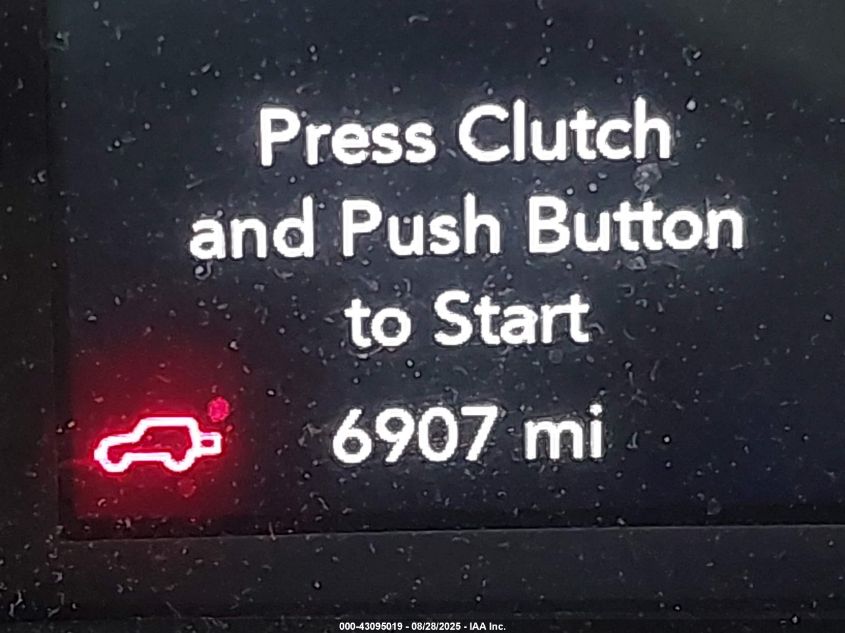 Press Clutch
and Push Button
to Start
6907 mi
000-43095019 - 08/28/2025 - IAA Inc.